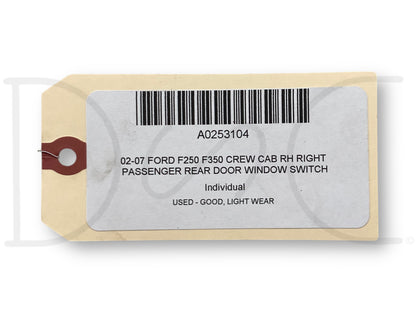 A0253104
02-07 FORD F250 F350 CREW CAB RH RIGHT
PASSENGER REAR DOOR WINDOW SWITCH
Individual
USED - GOOD, LIGHT WEAR